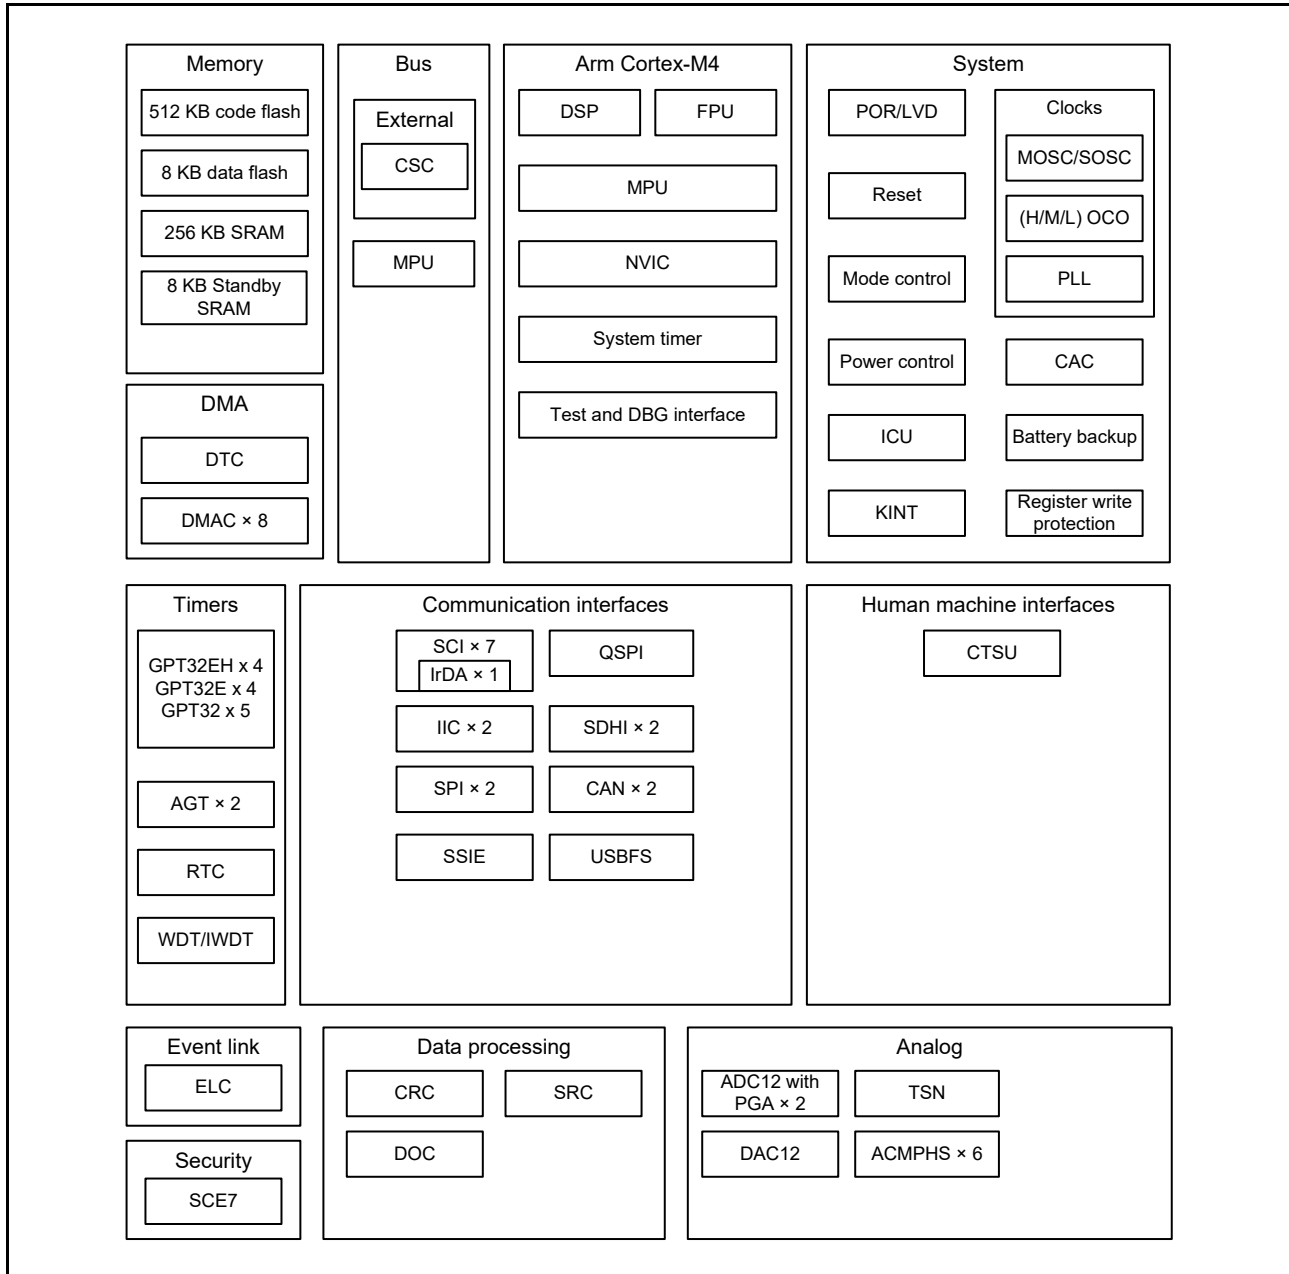 Memory
512 KB code flash
8 KB data flash
256 KB SRAM
8 KB Standby
SRAM
DMA
DTC
DMAC × 8
Bus
External
CSC
MPU
Arm Cortex-M4
DSP
FPU
MPU
NVIC
System timer
Test and DBG interface
System
POR/LVD
Reset
Mode control
Power control
ICU
KINT
Clocks
MOSC/SOSC
(H/M/L) OCO
PLL
CAC
Battery backup
Register write
protection
Timers
GPT32EH x 4
GPT32E x 4
GPT32 x 5
AGT × 2
RTC
WDT/IWDT
Communication interfaces
SCI × 7
IrDA × 1
QSPI
IIC × 2
SDHI × 2
SPI × 2
CAN × 2
SSIE
USBFS
Human machine interfaces
CTSU
Event link
ELC
Security
SCE7
Data processing
CRC
SRC
DOC
Analog
ADC12 with
PGA × 2
TSN
DAC12
ACMPHS × 6